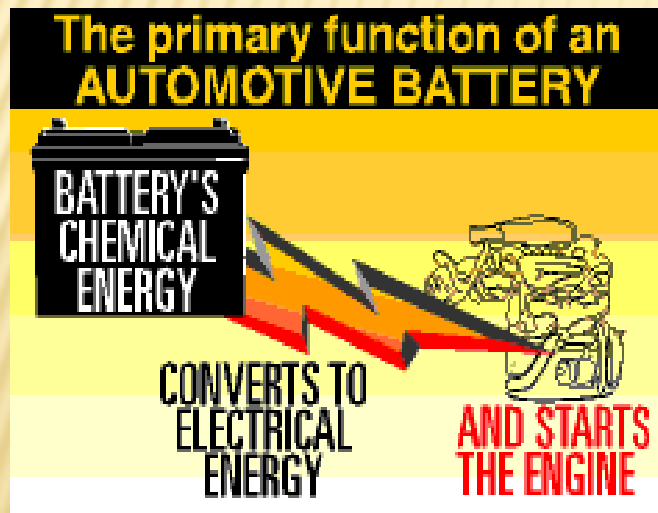 The primary function of an
AUTOMOTIVE BATTERY
BATTERY'S
CHEMICAL
ENERGY
CONVERTS TO
ELECTRICAL
ENERGY
AND STARTS
THE ENGINE